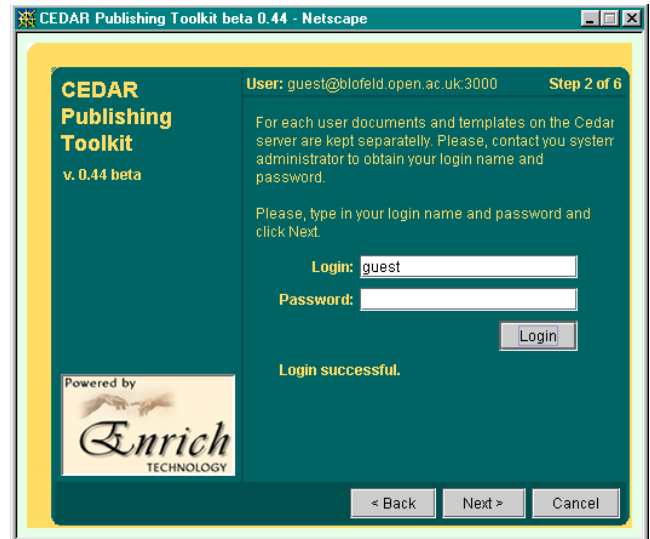 CEDAR Publishing Toolkit beta 0.44 - Netscape
CEDAR
Publishing
Toolkit
v. 0.44 beta
User: guest@blofeld.open.ac.uk:3000 Step 2 of 6
For each user documents and templates on the Cedar
server are kept separatelly. Please, contact you system
administrator to obtain your login name and
password.
Please, type in your login name and password and
click Next.
Login: guest
Password:
Login
Login successful.
Powered by
Enrich
TECHNOLOGY
< Back Next > Cancel